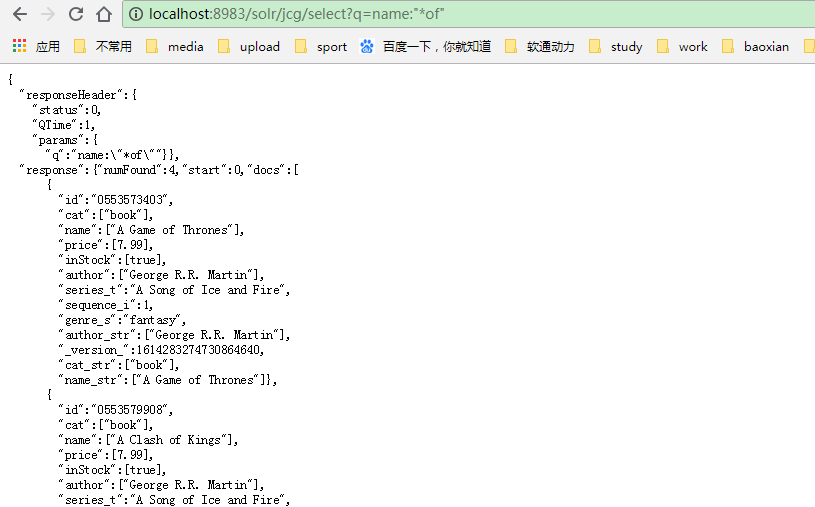 localhost:8983/solr/jcg/select?q=name:"*of"
应用 不常用 media upload sport 百度一下，你就知道 软通动力 study work baoxian
{
"responseHeader":{
"status":0,
"QTime":1,
"params":{
"q":"name:\"*of\""}},
"response":{"numFound":4,"start":0,"docs":[
{
"id":"0553573403",
"cat":["book"],
"name":["A Game of Thrones"],
"price":[7.99],
"inStock":[true],
"author":["George R.R. Martin"],
"series_t":"A Song of Ice and Fire",
"sequence_i":1,
"genre_s":"fantasy",
"author_str":["George R.R. Martin"],
"_version_":1614283274730864640,
"cat_str":["book"],
"name_str":["A Game of Thrones"]},
{
"id":"0553579908",
"cat":["book"],
"name":["A Clash of Kings"],
"price":[7.99],
"inStock":[true],
"author":["George R.R. Martin"],
"series_t":"A Song of Ice and Fire",